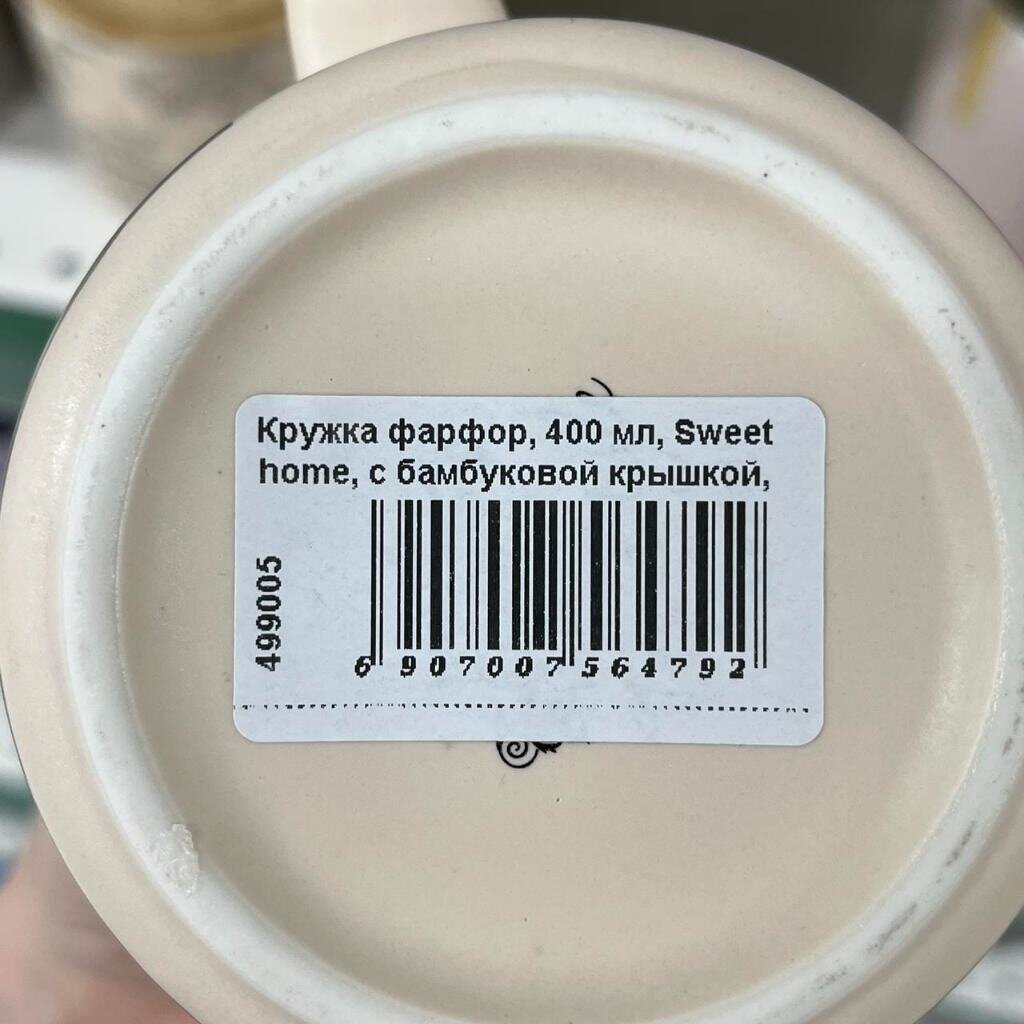 Кружка фарфор, 400 мл, Sweet
home, с бамбуковой крышкой,
499005
6 907007 564792